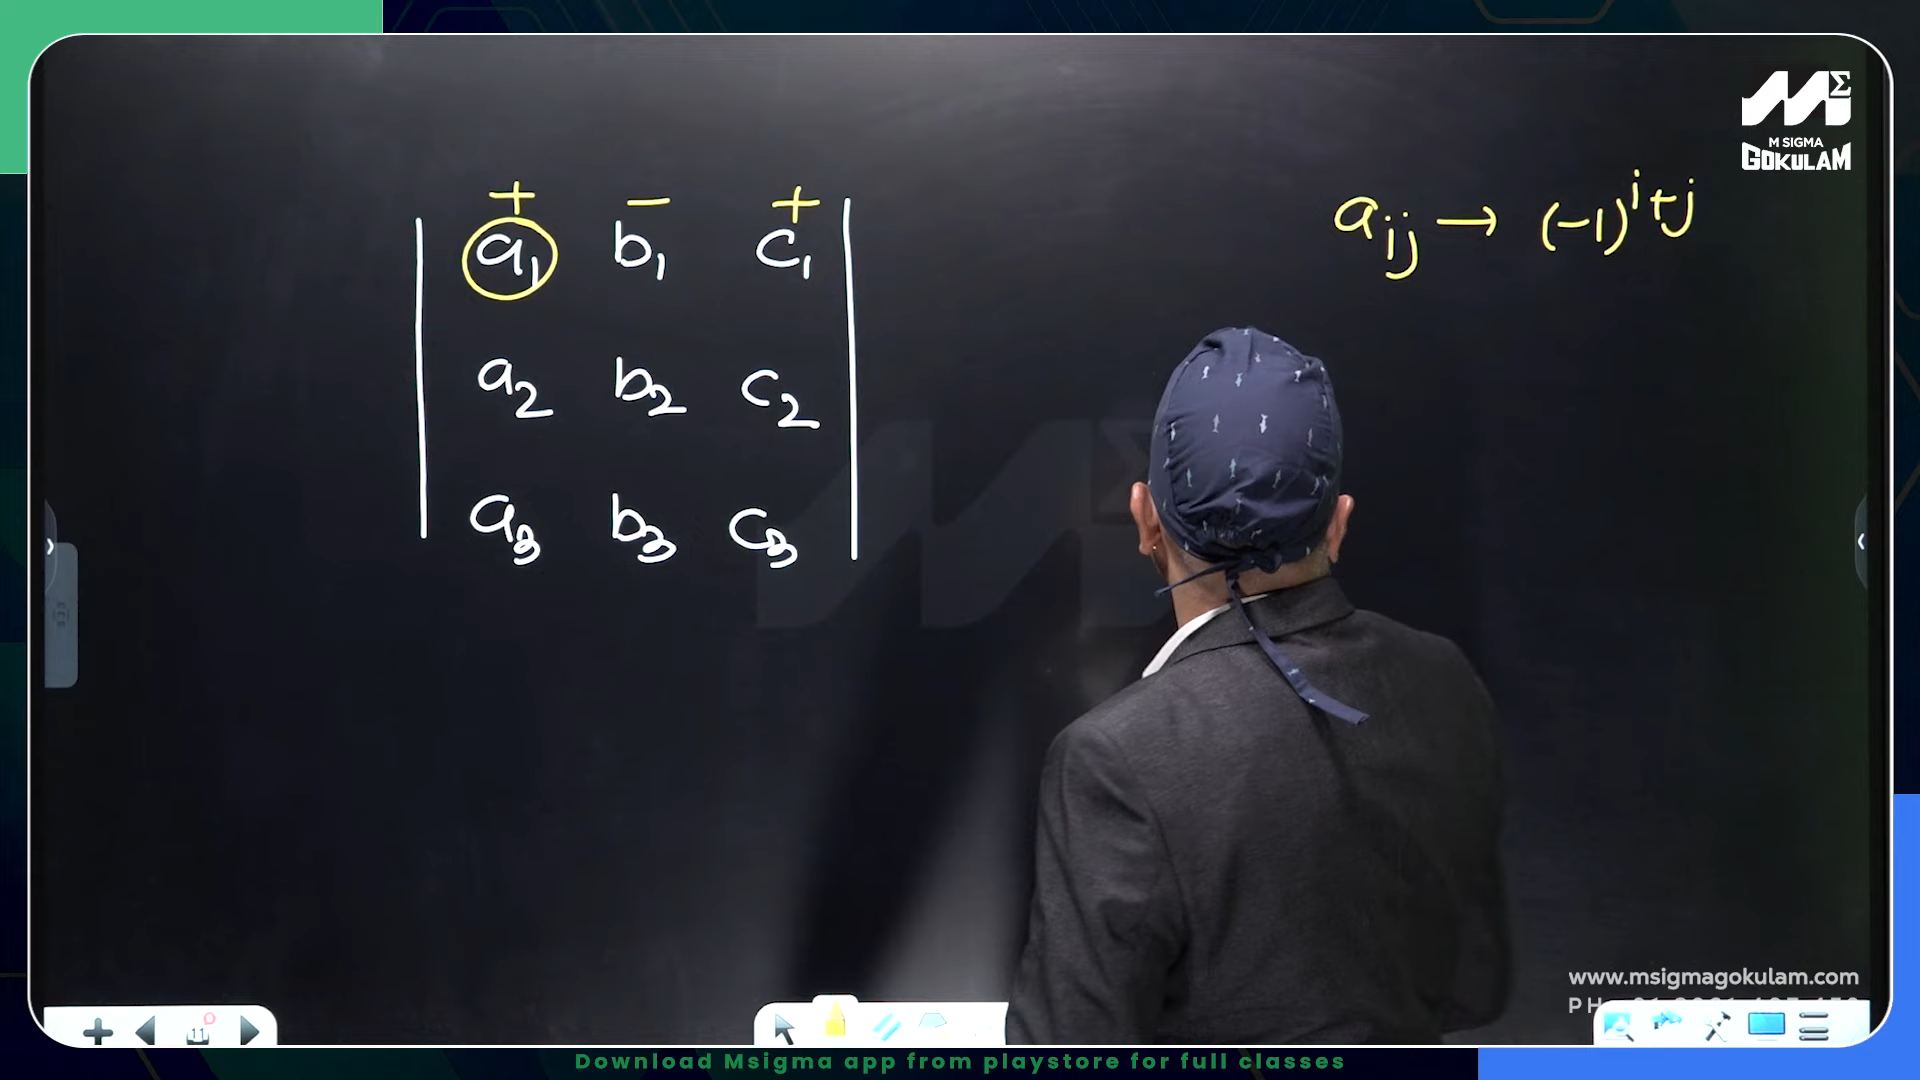 + − +
a₁ b₁ c₁
a₂ b₂ c₂
a₃ b₃ c₃
aᵢⱼ → (-1)ⁱ⁺ʲ
M Σ
M SIGMA
GOKULAM
www.msigmagokulam.com
11
Download Msigma app from playstore for full classes